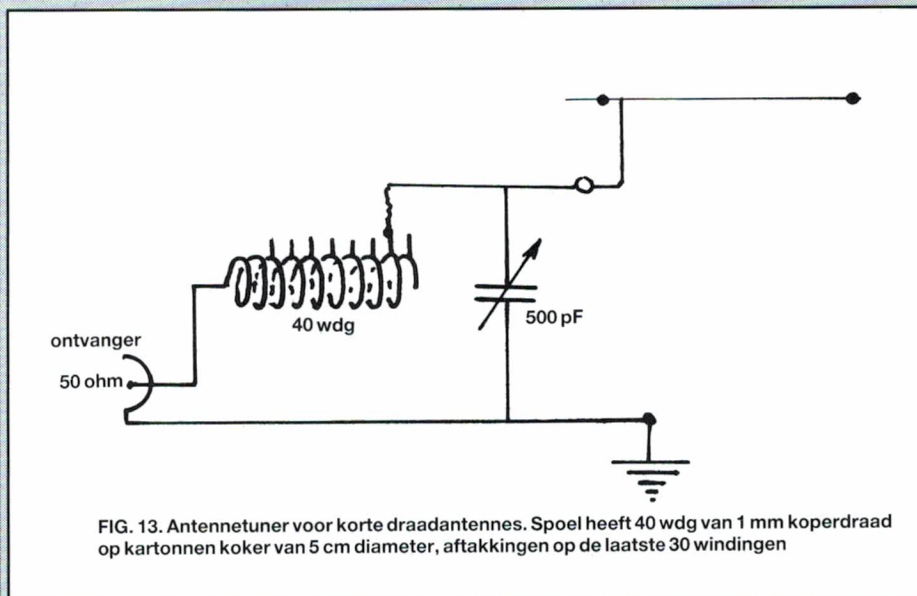 40 wdg
500 pF
ontvanger
50 ohm
FIG. 13. Antennetuner voor korte draadantennes. Spoel heeft 40 wdg van 1 mm koperdraad
op kartonnen koker van 5 cm diameter, aftakkingen op de laatste 30 windingen